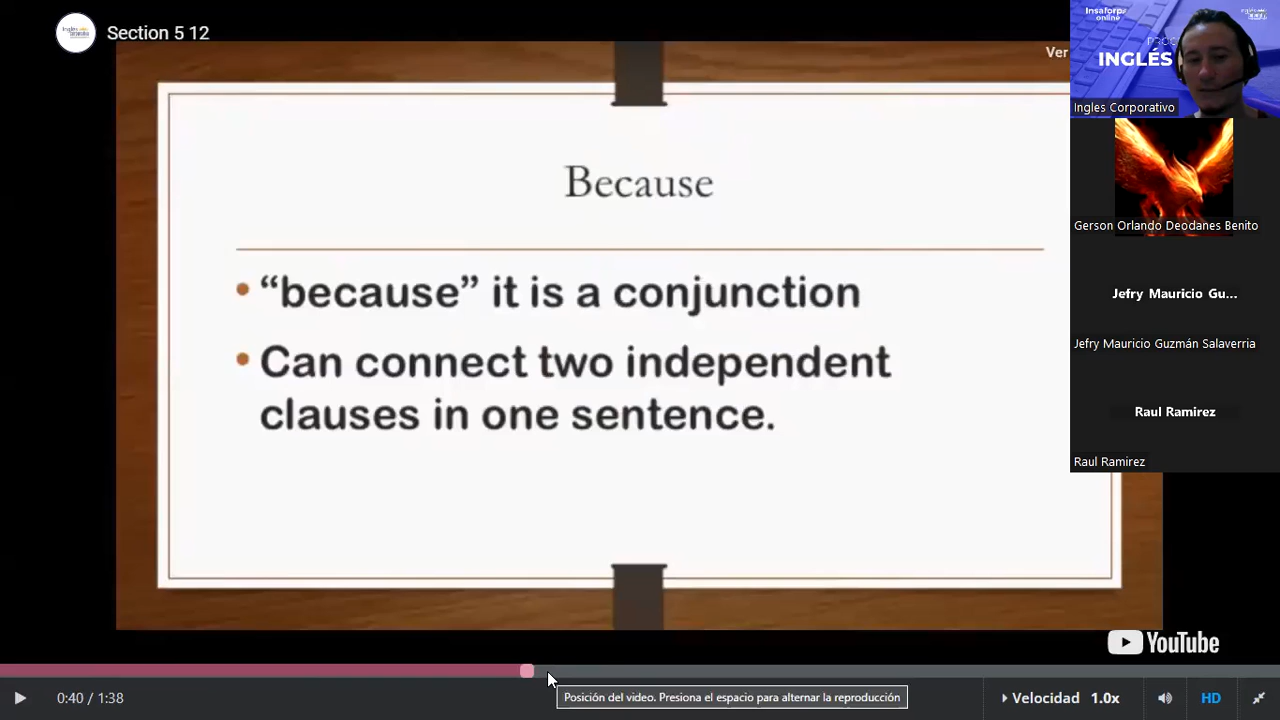 Section 5 12
Ver
Because
• “because” it is a conjunction
• Can connect two independent
clauses in one sentence.
Insaforp
online
INGLÉS
Ingles Corporativo
Gerson Orlando Deodanes Benito
Jefry Mauricio Gu...
Jefry Mauricio Guzmán Salaverria
Raul Ramirez
Raul Ramirez
YouTube
Posición del video. Presiona el espacio para alternar la reproducción
0:40 / 1:38
Velocidad 1.0x
HD